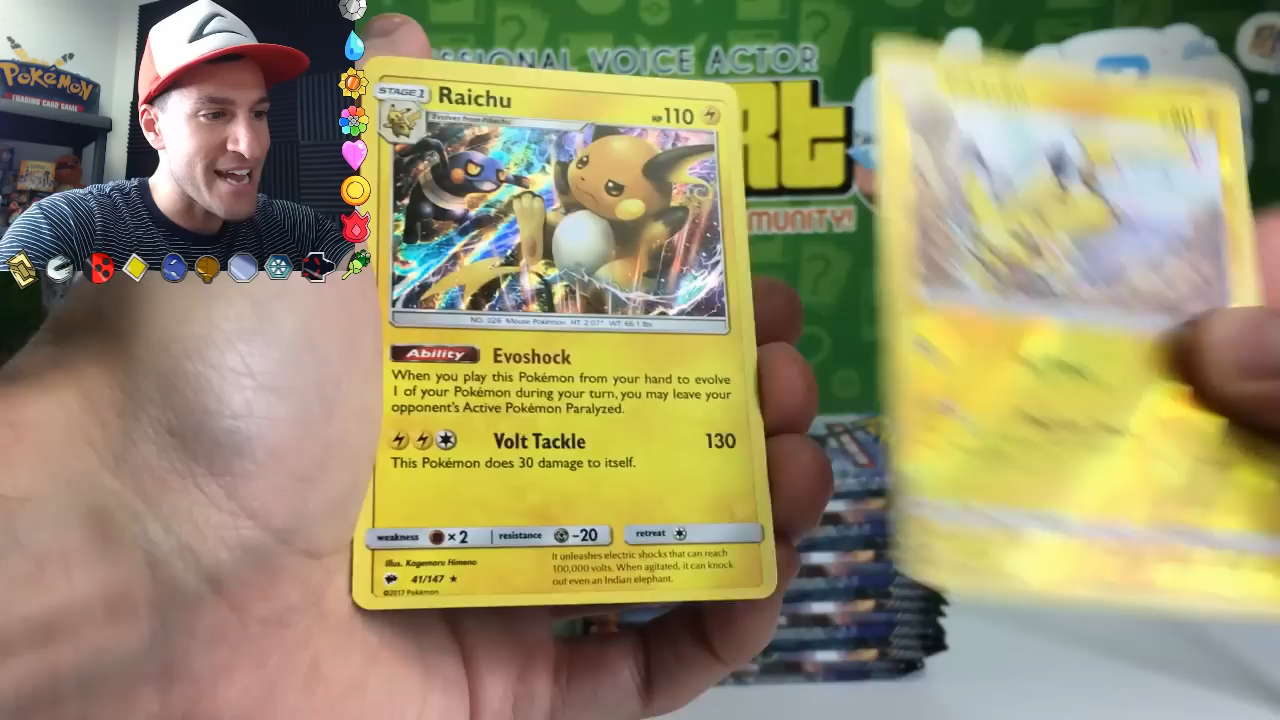 POKéMON
TRADING CARD GAME
VOICE ACTOR
MUNITY!
STAGE 1
Raichu
HP 110
Evolves from Pikachu
NO. 026 Mouse Pokémon HT: 2'07" WT: 66.1 lbs
Ability Evoshock
When you play this Pokémon from your hand to evolve
1 of your Pokémon during your turn, you may leave your
opponent's Active Pokémon Paralyzed.
Volt Tackle 130
This Pokémon does 30 damage to itself.
weakness ×2 resistance -20 retreat
Illus. Kagemaru Himeno
41/147
©2017 Pokémon
It unleashes electric shocks that can reach
100,000 volts. When agitated, it can knock
out even an Indian elephant.